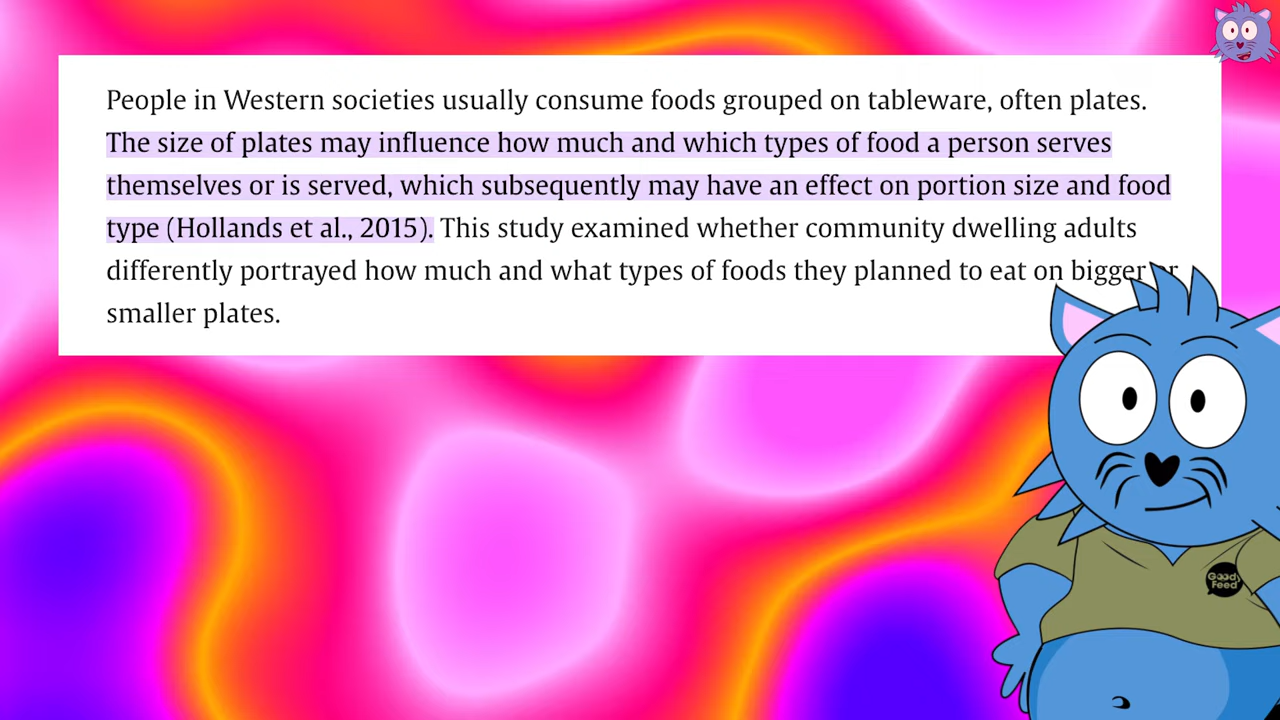 People in Western societies usually consume foods grouped on tableware, often plates.
The size of plates may influence how much and which types of food a person serves
themselves or is served, which subsequently may have an effect on portion size and food
type (Hollands et al., 2015). This study examined whether community dwelling adults
differently portrayed how much and what types of foods they planned to eat on bigger
smaller plates.
Goody
Feed